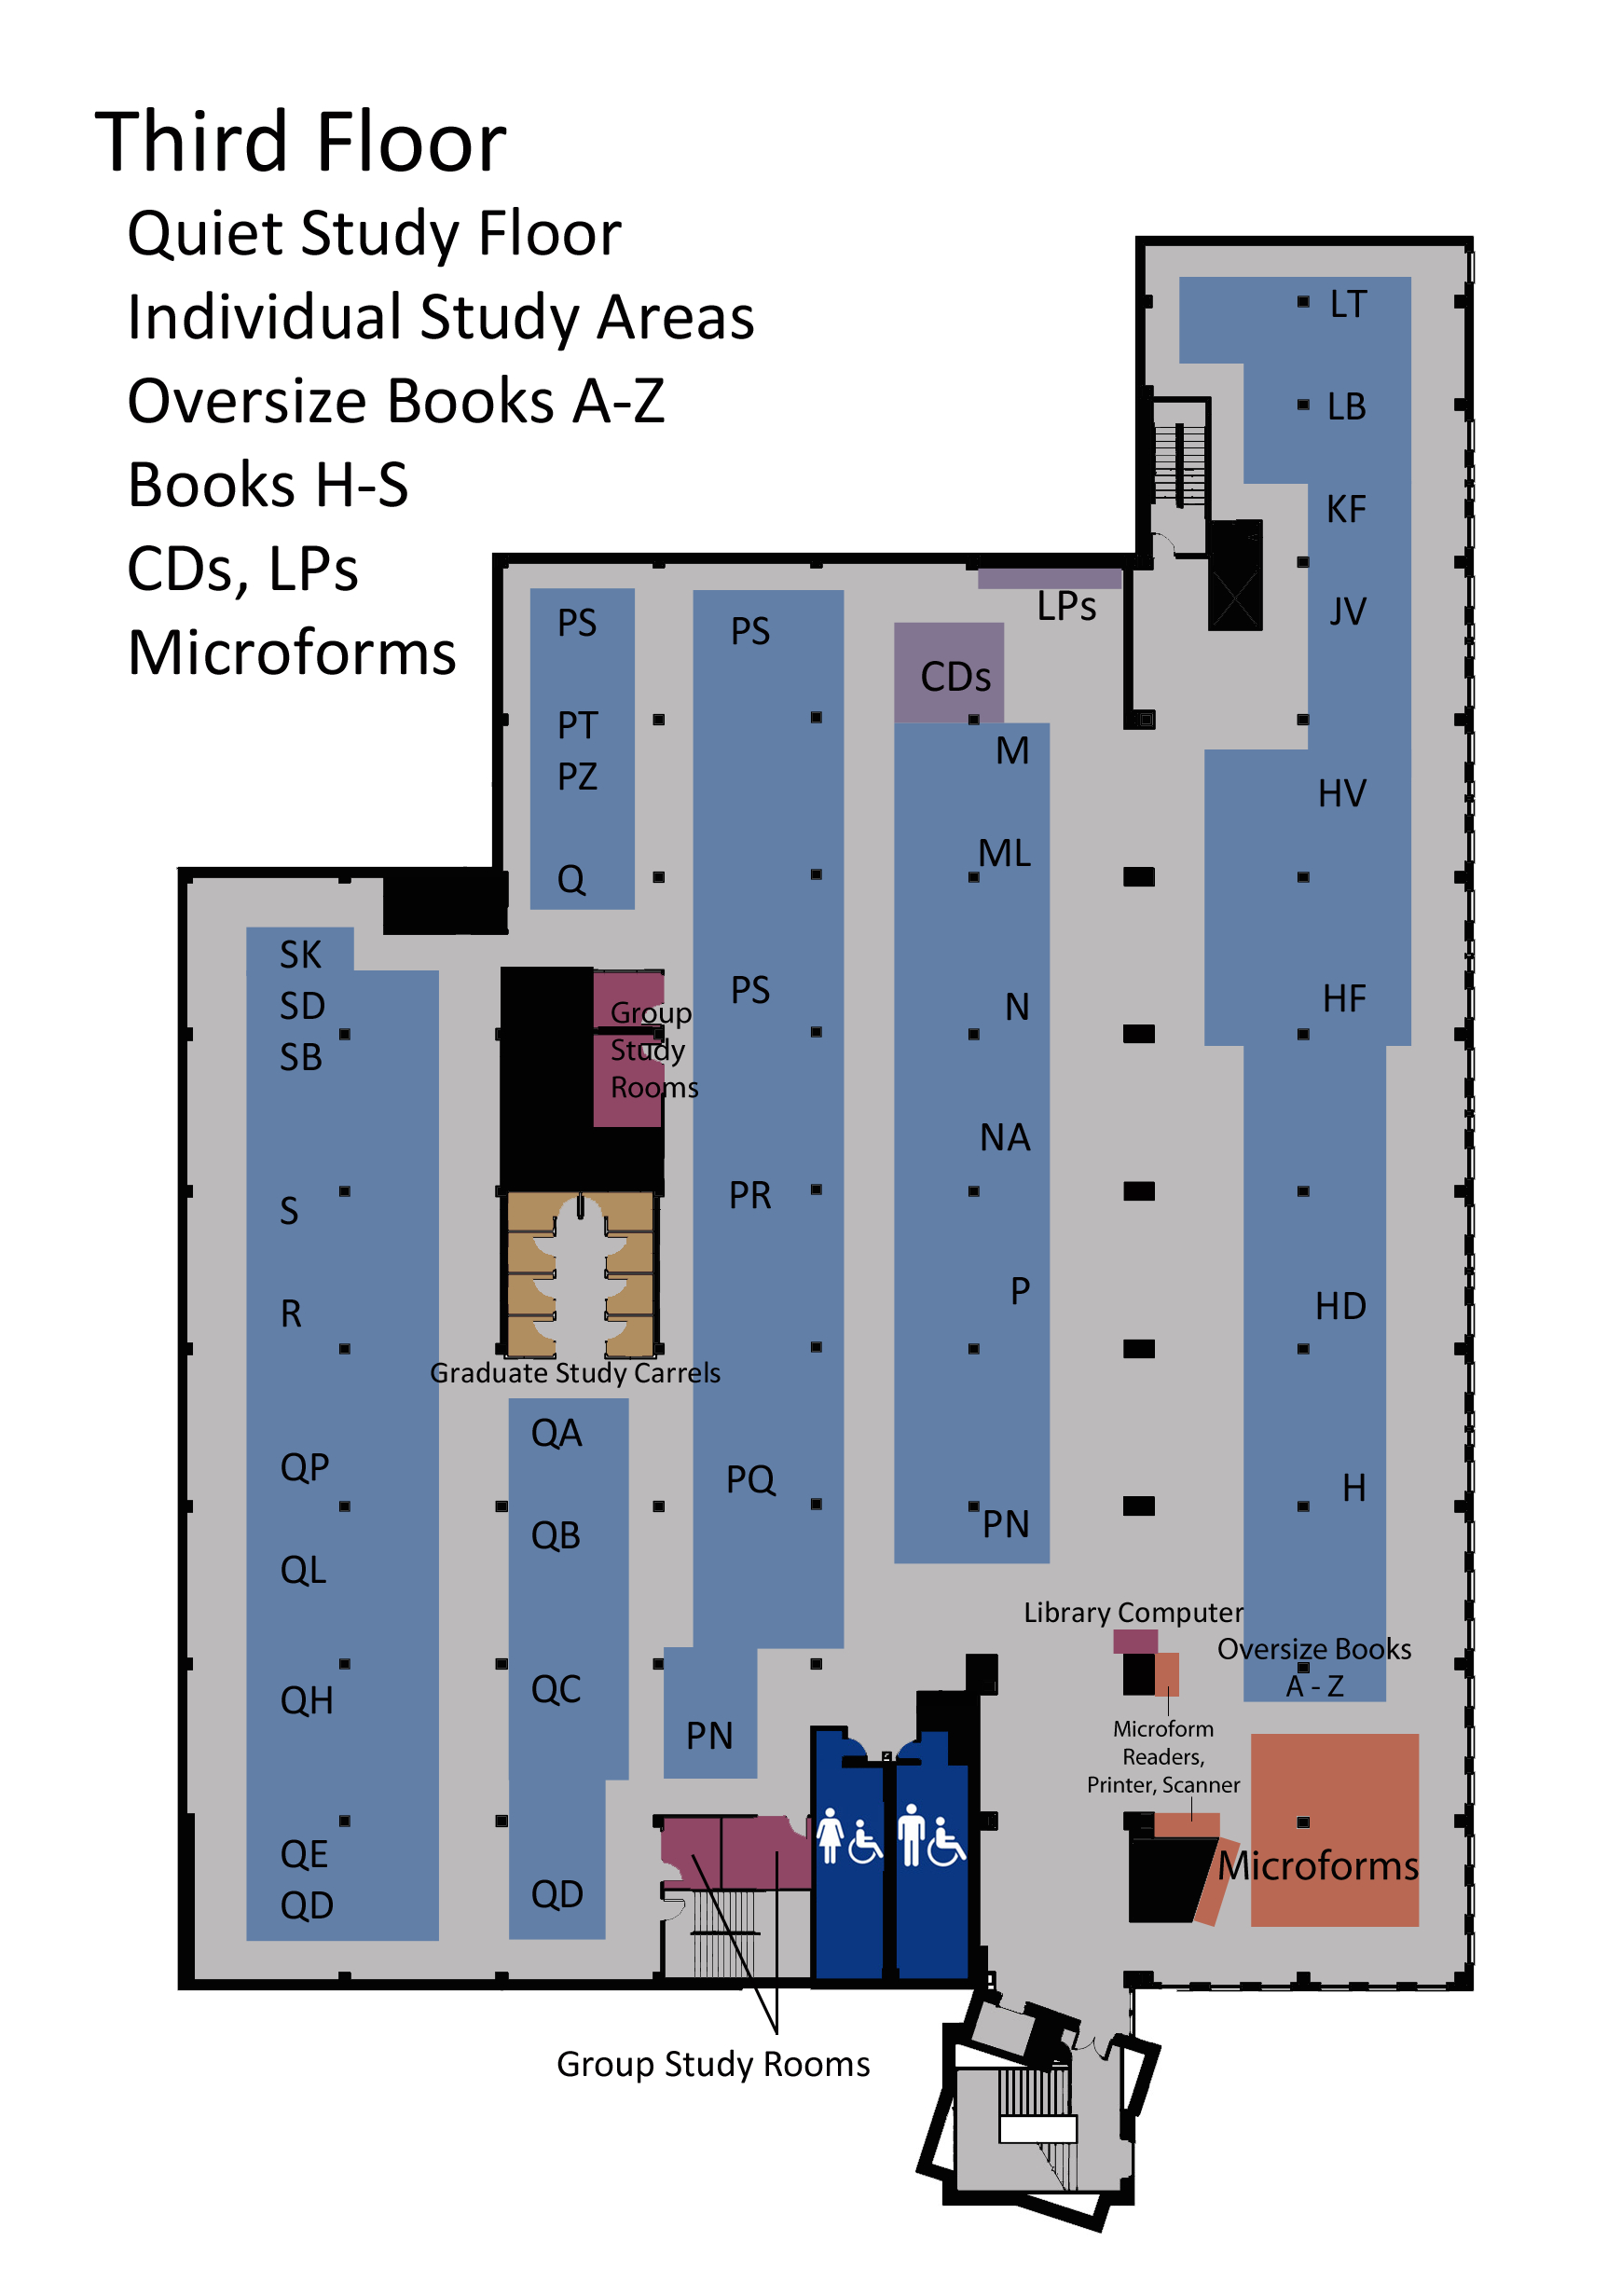 Third Floor
Quiet Study Floor
Individual Study Areas
Oversize Books A-Z
Books H-S
CDs, LPs
Microforms
LT
LB
KF
JV
HV
HF
HD
H
Oversize Books
A - Z
LPs
CDs
M
ML
N
NA
P
PN
PS
PS
PR
PQ
PN
PS
PT
PZ
Q
Group
Study
Rooms
Graduate Study Carrels
QA
QB
QC
QD
SK
SD
SB
S
R
QP
QL
QH
QE
QD
Library Computer
Microform
Readers,
Printer, Scanner
Microforms
Group Study Rooms